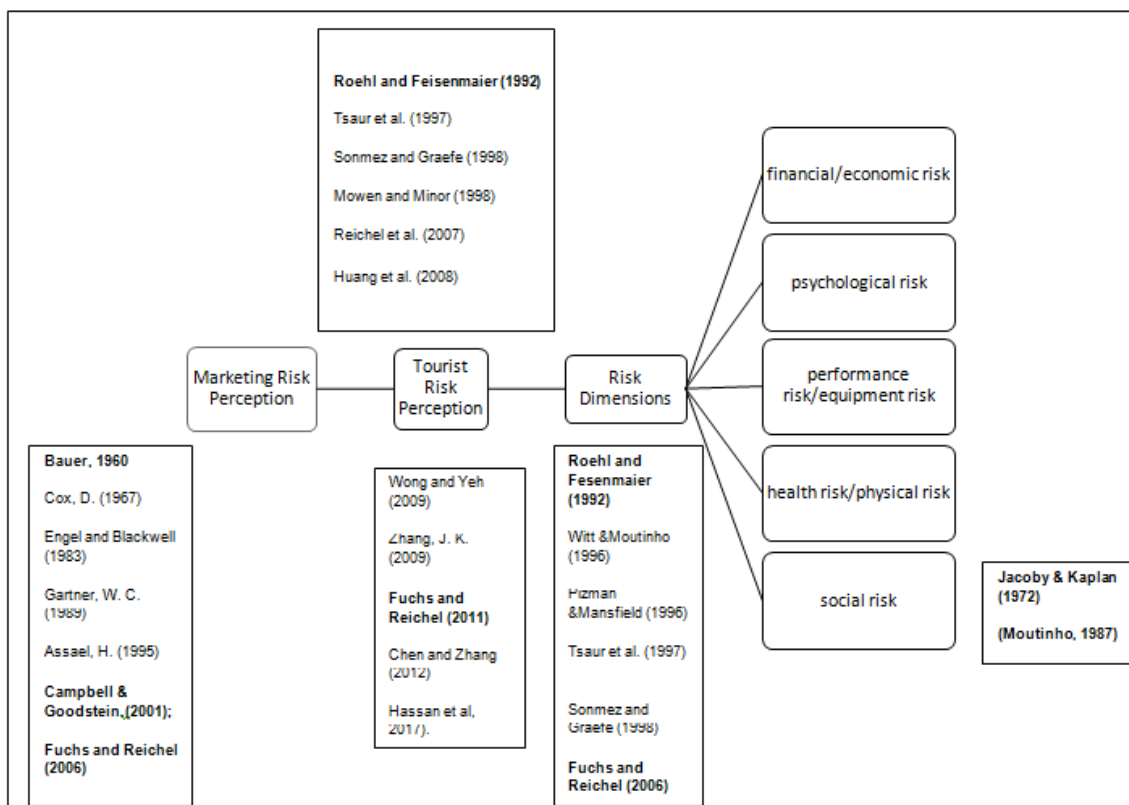 Roehl and Feisenmaier (1992)
Tsaur et al. (1997)
Sonmez and Graefe (1998)
Mowen and Minor (1998)
Reichel et al. (2007)
Huang et al. (2008)
Marketing Risk
Perception
Tourist
Risk
Perception
Risk
Dimensions
financial/economic risk
psychological risk
performance
risk/equipment risk
health risk/physical risk
social risk
Bauer, 1960
Cox, D. (1967)
Engel and Blackwell
(1983)
Gartner, W. C.
(1989)
Assael, H. (1995)
Campbell &
Goodstein,(2001);
Fuchs and Reichel
(2006)
Wong and Yeh
(2009)
Zhang, J. K.
(2009)
Fuchs and
Reichel (2011)
Chen and Zhang
(2012)
Hassan et al,
2017).
Roehl and
Fesenmaier
(1992)
Witt &Moutinho
(1996)
Pizman
&Mansfield (1996)
Tsaur et al. (1997)
Sonmez and
Graefe (1998)
Fuchs and
Reichel (2006)
Jacoby & Kaplan
(1972)
(Moutinho, 1987)